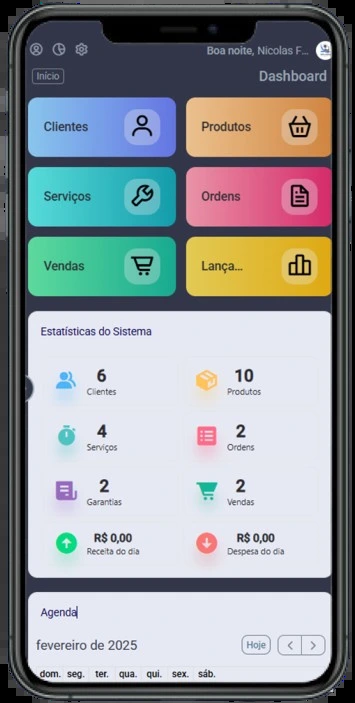 Boa noite, Nicolas F...
Início
Dashboard
Clientes
Produtos
Serviços
Ordens
Vendas
Lança...
Estatísticas do Sistema
6
Clientes
10
Produtos
4
Serviços
2
Ordens
2
Garantias
2
Vendas
R$ 0,00
Receita do dia
R$ 0,00
Despesa do dia
Agenda
fevereiro de 2025
Hoje
dom. seg. ter. qua. qui. sex. sáb.